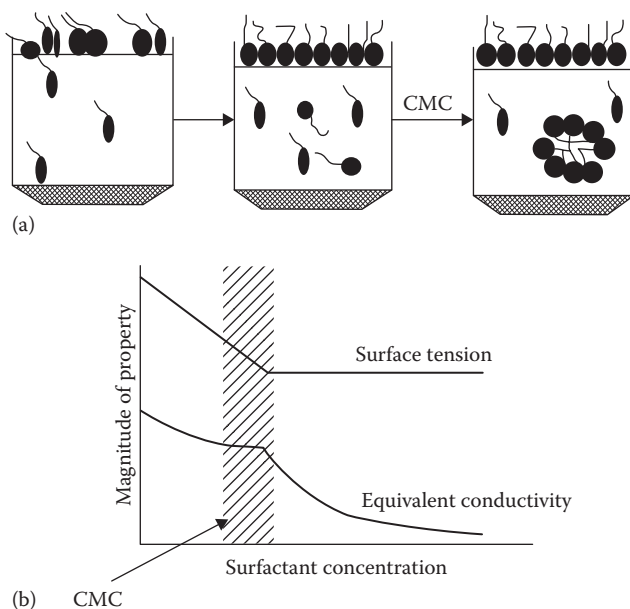 CMC
(a)
Magnitude of property
Surface tension
Equivalent conductivity
Surfactant concentration
(b)
CMC